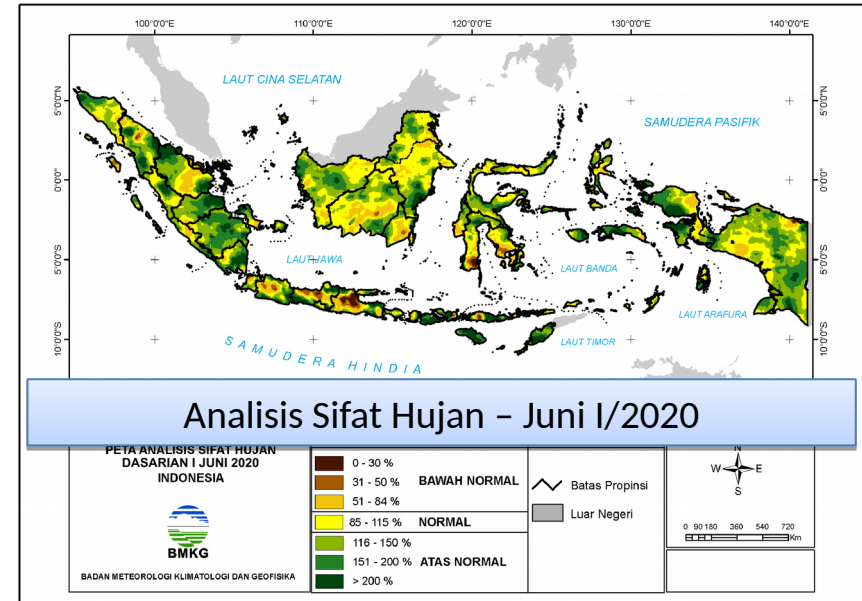 100°0'0"E 110°0'0"E 120°0'0"E 130°0'0"E 140°0'0"E
5°0'0"N 5°0'0"N
0°0'0" 0°0'0"
5°0'0"S 5°0'0"S
10°0'0"S 10°0'0"S
LAUT CINA SELATAN
SAMUDERA PASIFIK
LAUT JAWA
LAUT BANDA
LAUT ARAFURA
LAUT TIMOR
SAMUDERA HINDIA
Analisis Sifat Hujan – Juni I/2020
PETA ANALISIS SIFAT HUJAN
DASARIAN I JUNI 2020
INDONESIA
BMKG
BADAN METEOROLOGI KLIMATOLOGI DAN GEOFISIKA
0 - 30 %
31 - 50 % BAWAH NORMAL
51 - 84 %
85 - 115 % NORMAL
116 - 150 %
151 - 200 % ATAS NORMAL
> 200 %
Batas Propinsi
Luar Negeri
N
W E
S
0 90 180 360 540 720
Km